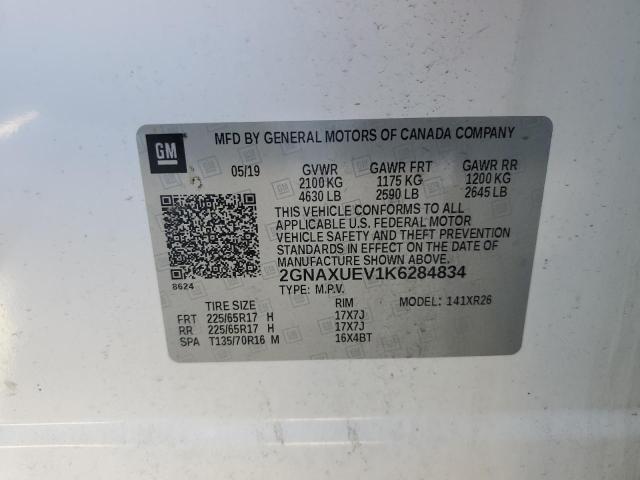 GM
MFD BY GENERAL MOTORS OF CANADA COMPANY
05/19 GVWR GAWR FRT GAWR RR
2100 KG 1175 KG 1200 KG
4630 LB 2590 LB 2645 LB
THIS VEHICLE CONFORMS TO ALL
APPLICABLE U.S. FEDERAL MOTOR
VEHICLE SAFETY AND THEFT PREVENTION
STANDARDS IN EFFECT ON THE DATE OF
MANUFACTURE SHOWN ABOVE.
8624
2GNAXUEV1K6284834
TYPE: M.P.V. MODEL: 141XR26
TIRE SIZE RIM
FRT 225/65R17 H 17X7J
RR 225/65R17 H 17X7J
SPA T135/70R16 M 16X4BT